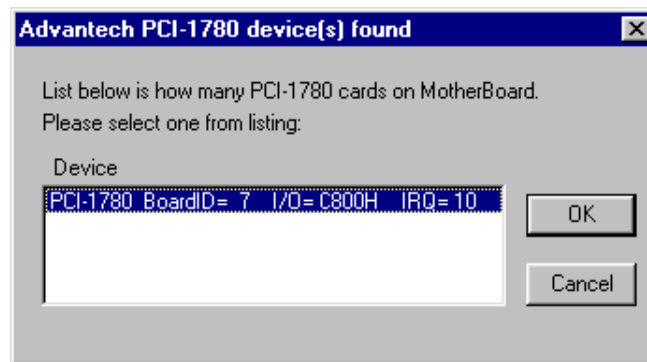 Advantech PCI-1780 device(s) found
List below is how many PCI-1780 cards on MotherBoard.
Please select one from listing:
Device
PCI-1780 BoardID= 7 I/O= C800H IRQ= 10
OK
Cancel